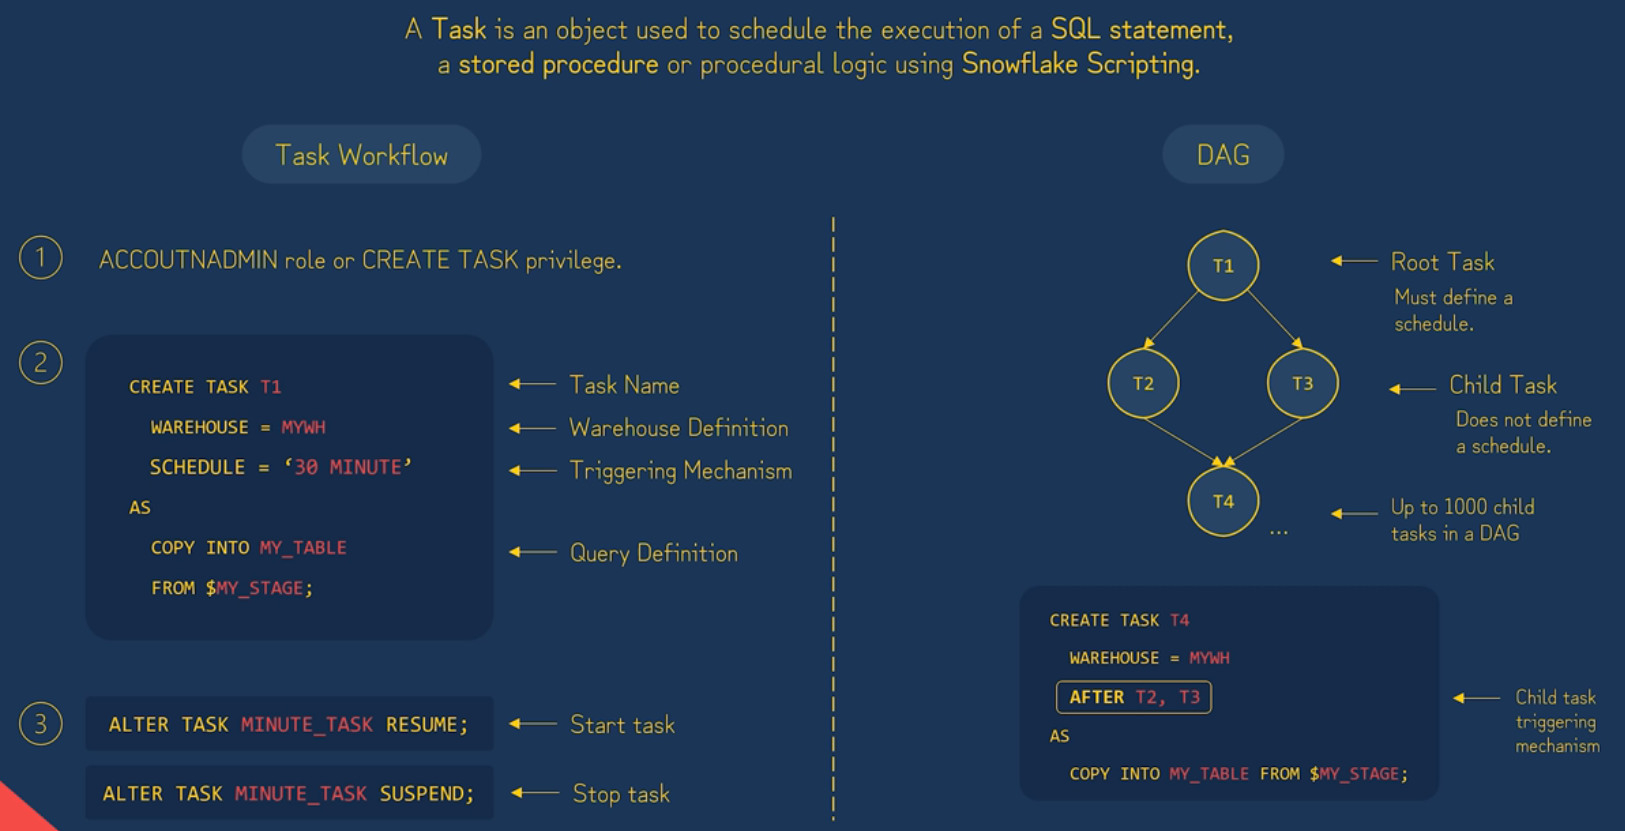 A Task is an object used to schedule the execution of a SQL statement,
a stored procedure or procedural logic using Snowflake Scripting.
Task Workflow
1
ACCOUTNADMIN role or CREATE TASK privilege.
2
CREATE TASK T1
WAREHOUSE = MYWH
SCHEDULE = ‘30 MINUTE’
AS
COPY INTO MY_TABLE
FROM $MY_STAGE;
Task Name
Warehouse Definition
Triggering Mechanism
Query Definition
3
ALTER TASK MINUTE_TASK RESUME;
Start task
ALTER TASK MINUTE_TASK SUSPEND;
Stop task
DAG
T1
Root Task
Must define a
schedule.
T2
T3
Child Task
Does not define
a schedule.
T4
...
Up to 1000 child
tasks in a DAG
CREATE TASK T4
WAREHOUSE = MYWH
AFTER T2, T3
AS
COPY INTO MY_TABLE FROM $MY_STAGE;
Child task
triggering
mechanism